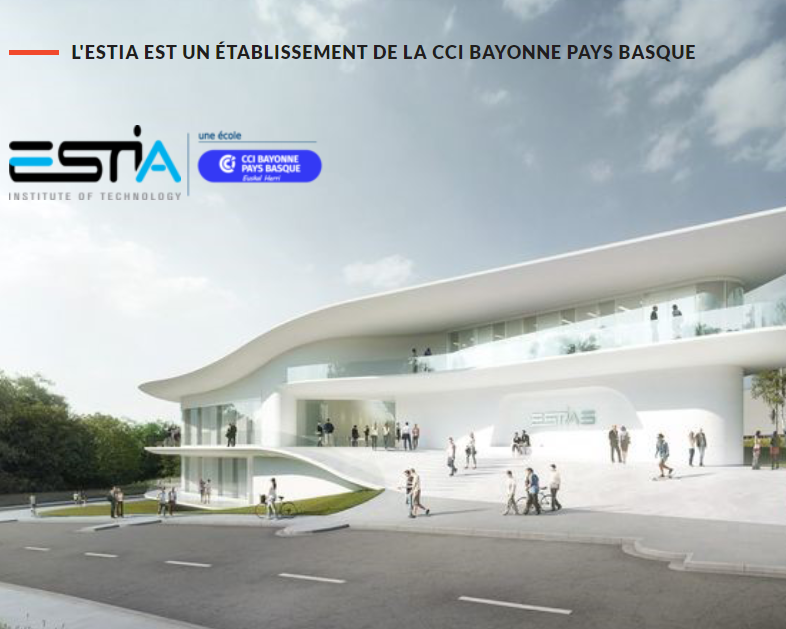 L'ESTIA EST UN ÉTABLISSEMENT DE LA CCI BAYONNE PAYS BASQUE
ESTIA
INSTITUTE OF TECHNOLOGY
une école
CCI BAYONNE
PAYS BASQUE
Euskal Herri
ESTIA 3